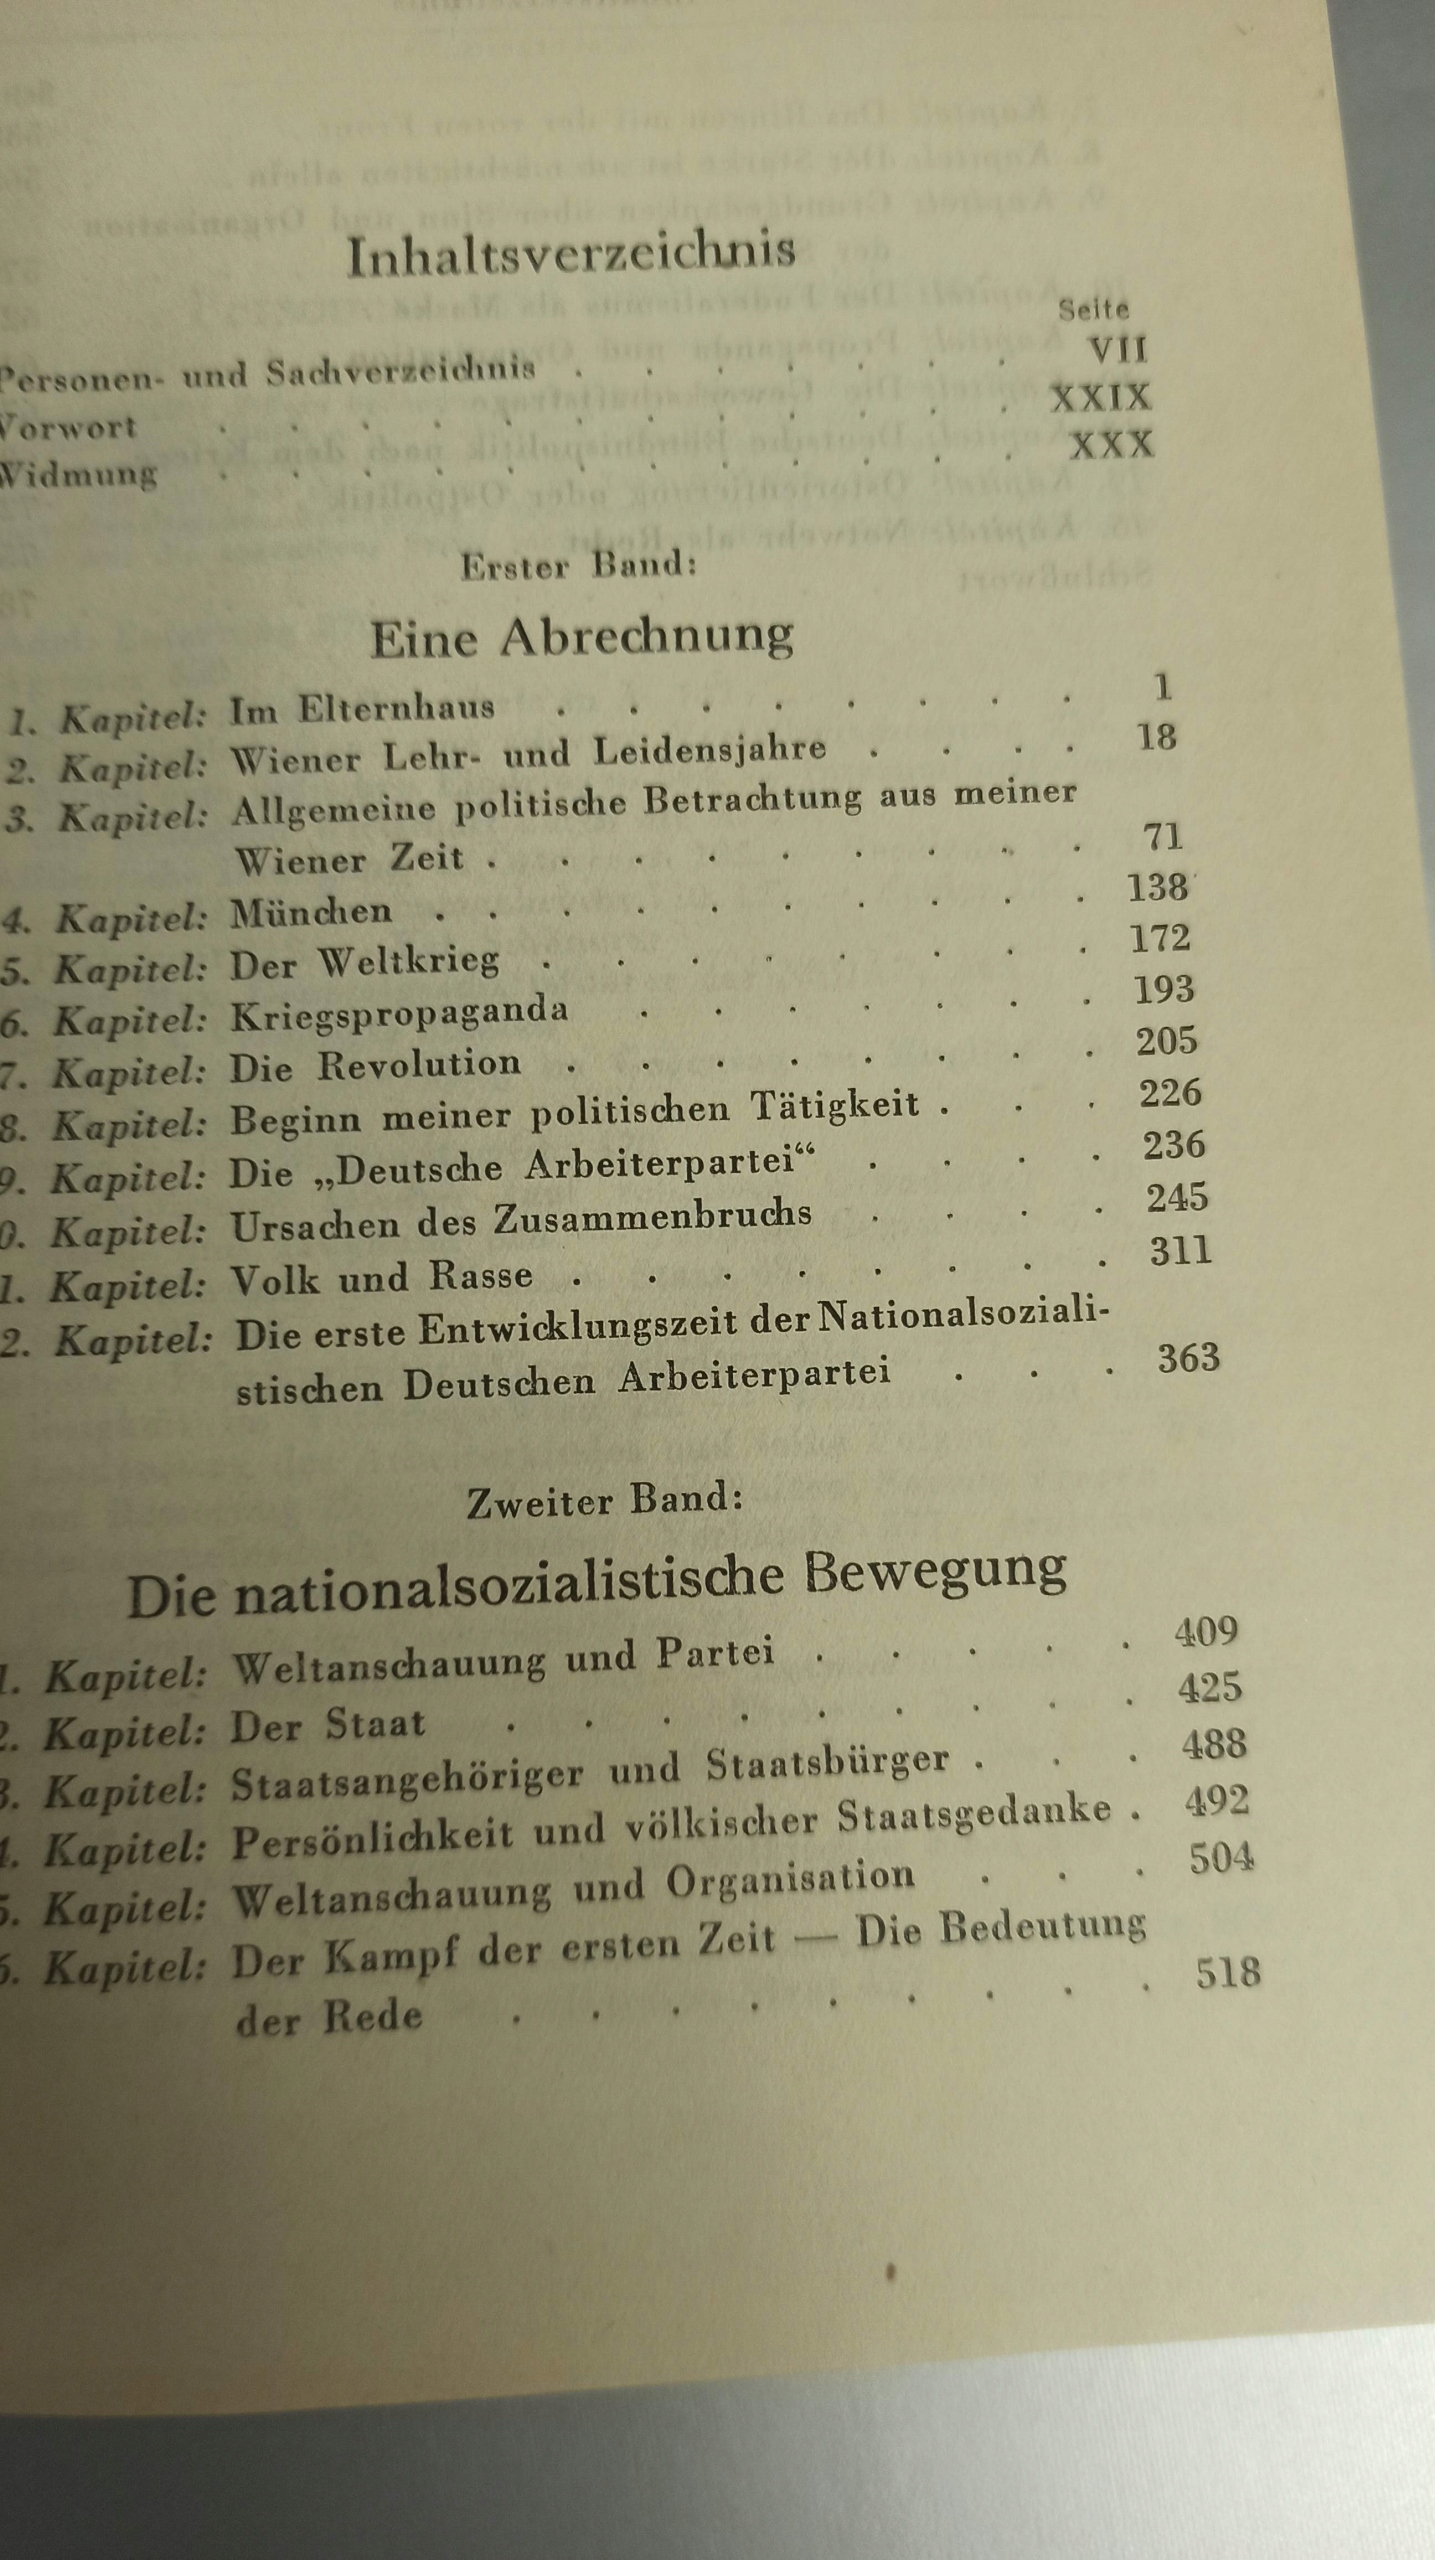 Inhaltsverzeichnis
Seite
Personen- und Sachverzeichnis . . . . . . . VII
Vorwort . . . . . . . . . . . . XXIX
Widmung . . . . . . . . . . . . XXX
Erster Band:
Eine Abrechnung
1. Kapitel: Im Elternhaus . . . . . . . . 1
2. Kapitel: Wiener Lehr- und Leidensjahre . . . . 18
3. Kapitel: Allgemeine politische Betrachtung aus meiner
Wiener Zeit . . . . . . . . . 71
4. Kapitel: München . . . . . . . . . . 138
5. Kapitel: Der Weltkrieg . . . . . . . . 172
6. Kapitel: Kriegspropaganda . . . . . . . 193
7. Kapitel: Die Revolution . . . . . . . . 205
8. Kapitel: Beginn meiner politischen Tätigkeit . . . 226
9. Kapitel: Die „Deutsche Arbeiterpartei“ . . . . 236
0. Kapitel: Ursachen des Zusammenbruchs . . . . 245
1. Kapitel: Volk und Rasse . . . . . . . . 311
2. Kapitel: Die erste Entwicklungszeit der Nationalsoziali-
stischen Deutschen Arbeiterpartei . . . 363
Zweiter Band:
Die nationalsozialistische Bewegung
1. Kapitel: Weltanschauung und Partei . . . . . 409
2. Kapitel: Der Staat . . . . . . . . . 425
3. Kapitel: Staatsangehöriger und Staatsbürger . . . 488
4. Kapitel: Persönlichkeit und völkischer Staatsgedanke . 492
5. Kapitel: Weltanschauung und Organisation . . . 504
6. Kapitel: Der Kampf der ersten Zeit — Die Bedeutung
der Rede . . . . . . . . . 518